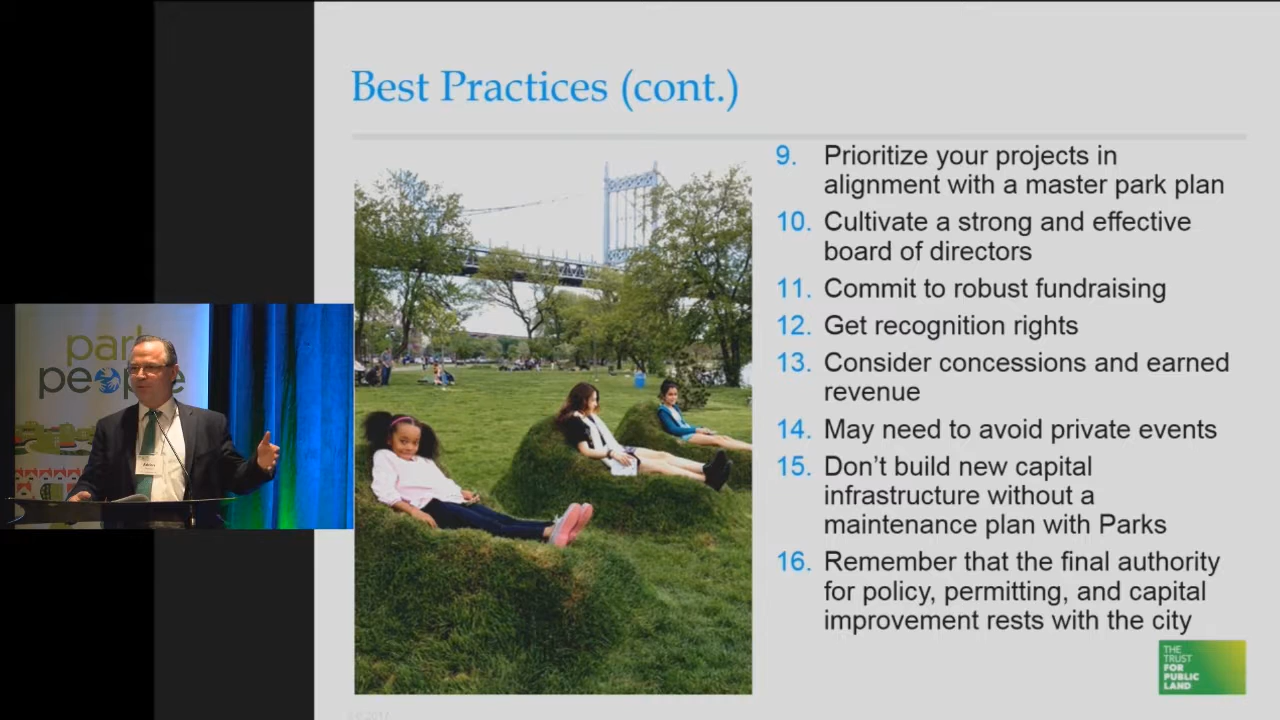 Best Practices (cont.)
9. Prioritize your projects in
alignment with a master park plan
10. Cultivate a strong and effective
board of directors
11. Commit to robust fundraising
12. Get recognition rights
13. Consider concessions and earned
revenue
14. May need to avoid private events
15. Don't build new capital
infrastructure without a
maintenance plan with Parks
16. Remember that the final authority
for policy, permitting, and capital
improvement rests with the city
THE
TRUST
FOR
PUBLIC
LAND
park
people